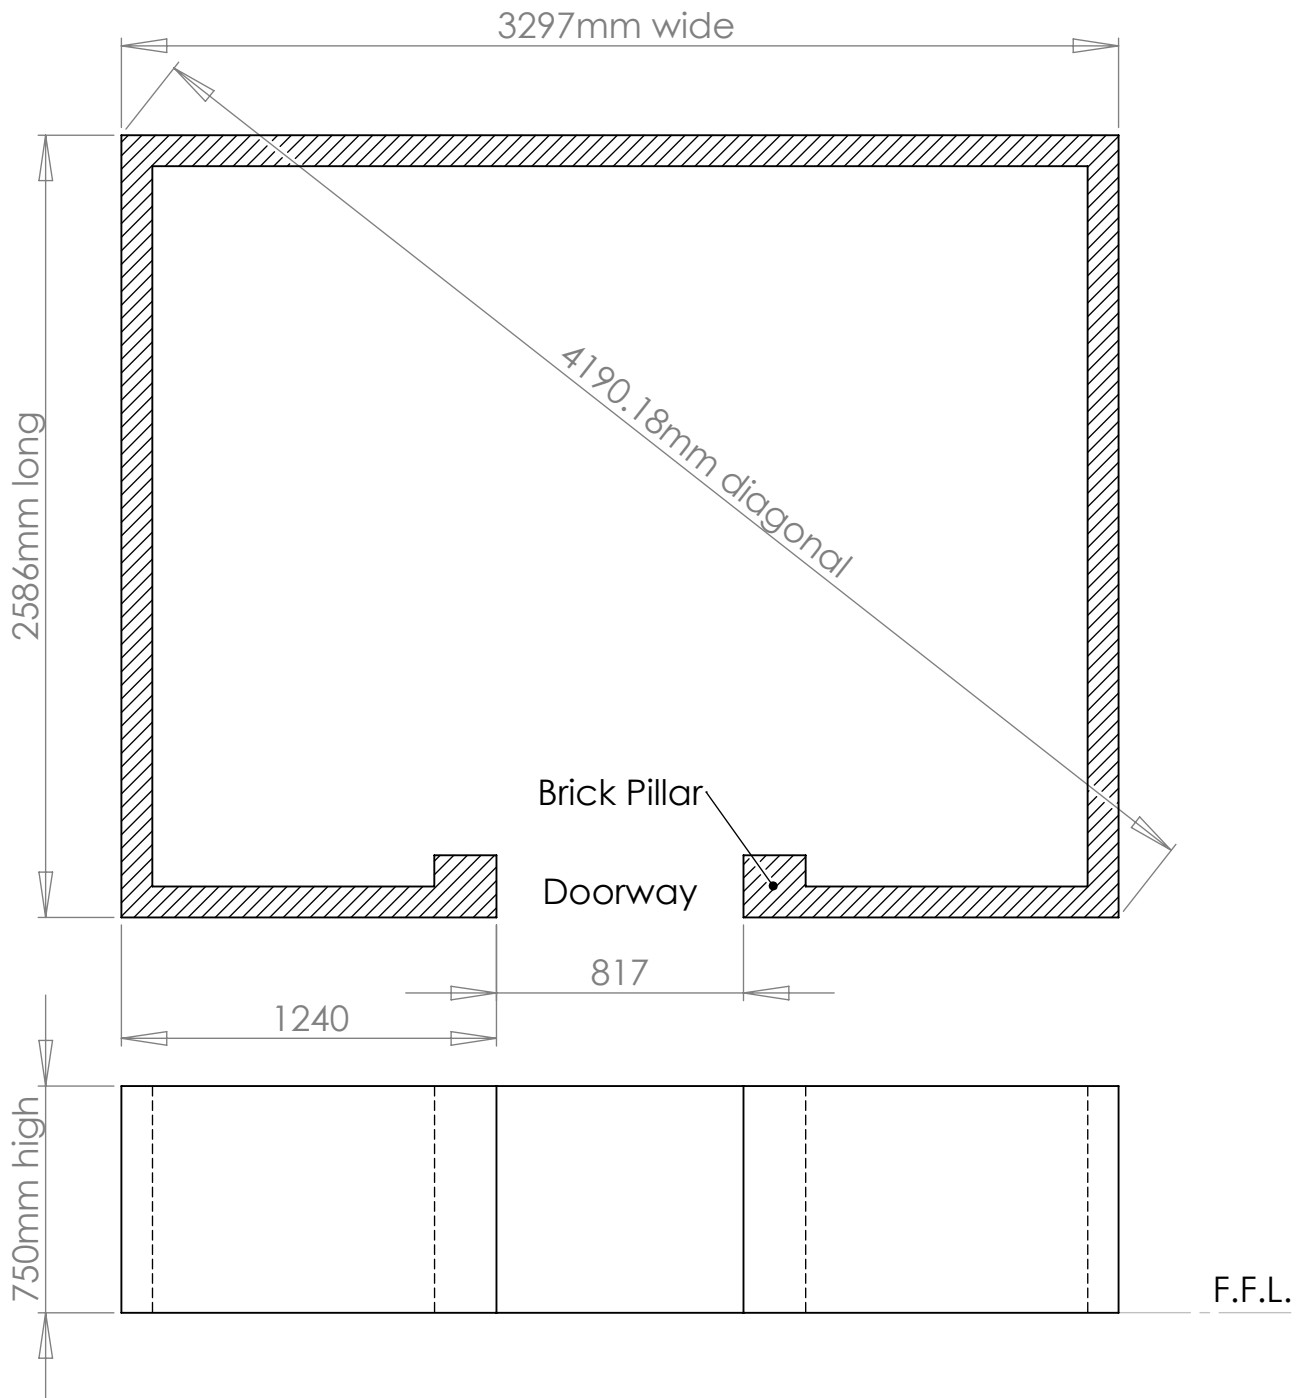 3297mm wide
2586mm long
4190.18mm diagonal
Brick Pillar
Doorway
817
1240
750mm high
F.F.L.